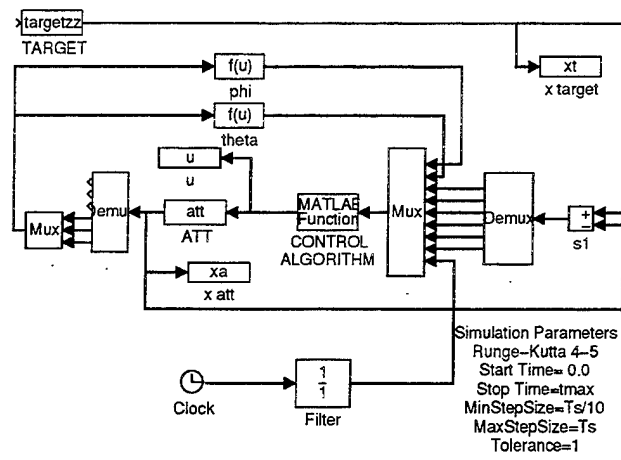 targetzz
TARGET
xt
x target
f(u)
phi
f(u)
theta
u
u
att
ATT
xa
x att
Mux
Demu
MATLAB
Function
CONTROL
ALGORITHM
Mux
Demux
+
−
s1
Clock
1
1
Filter
Simulation Parameters
Runge−Kutta 4−5
Start Time= 0.0
Stop Time=tmax
MinStepSize=Ts/10
MaxStepSize=Ts
Tolerance=1